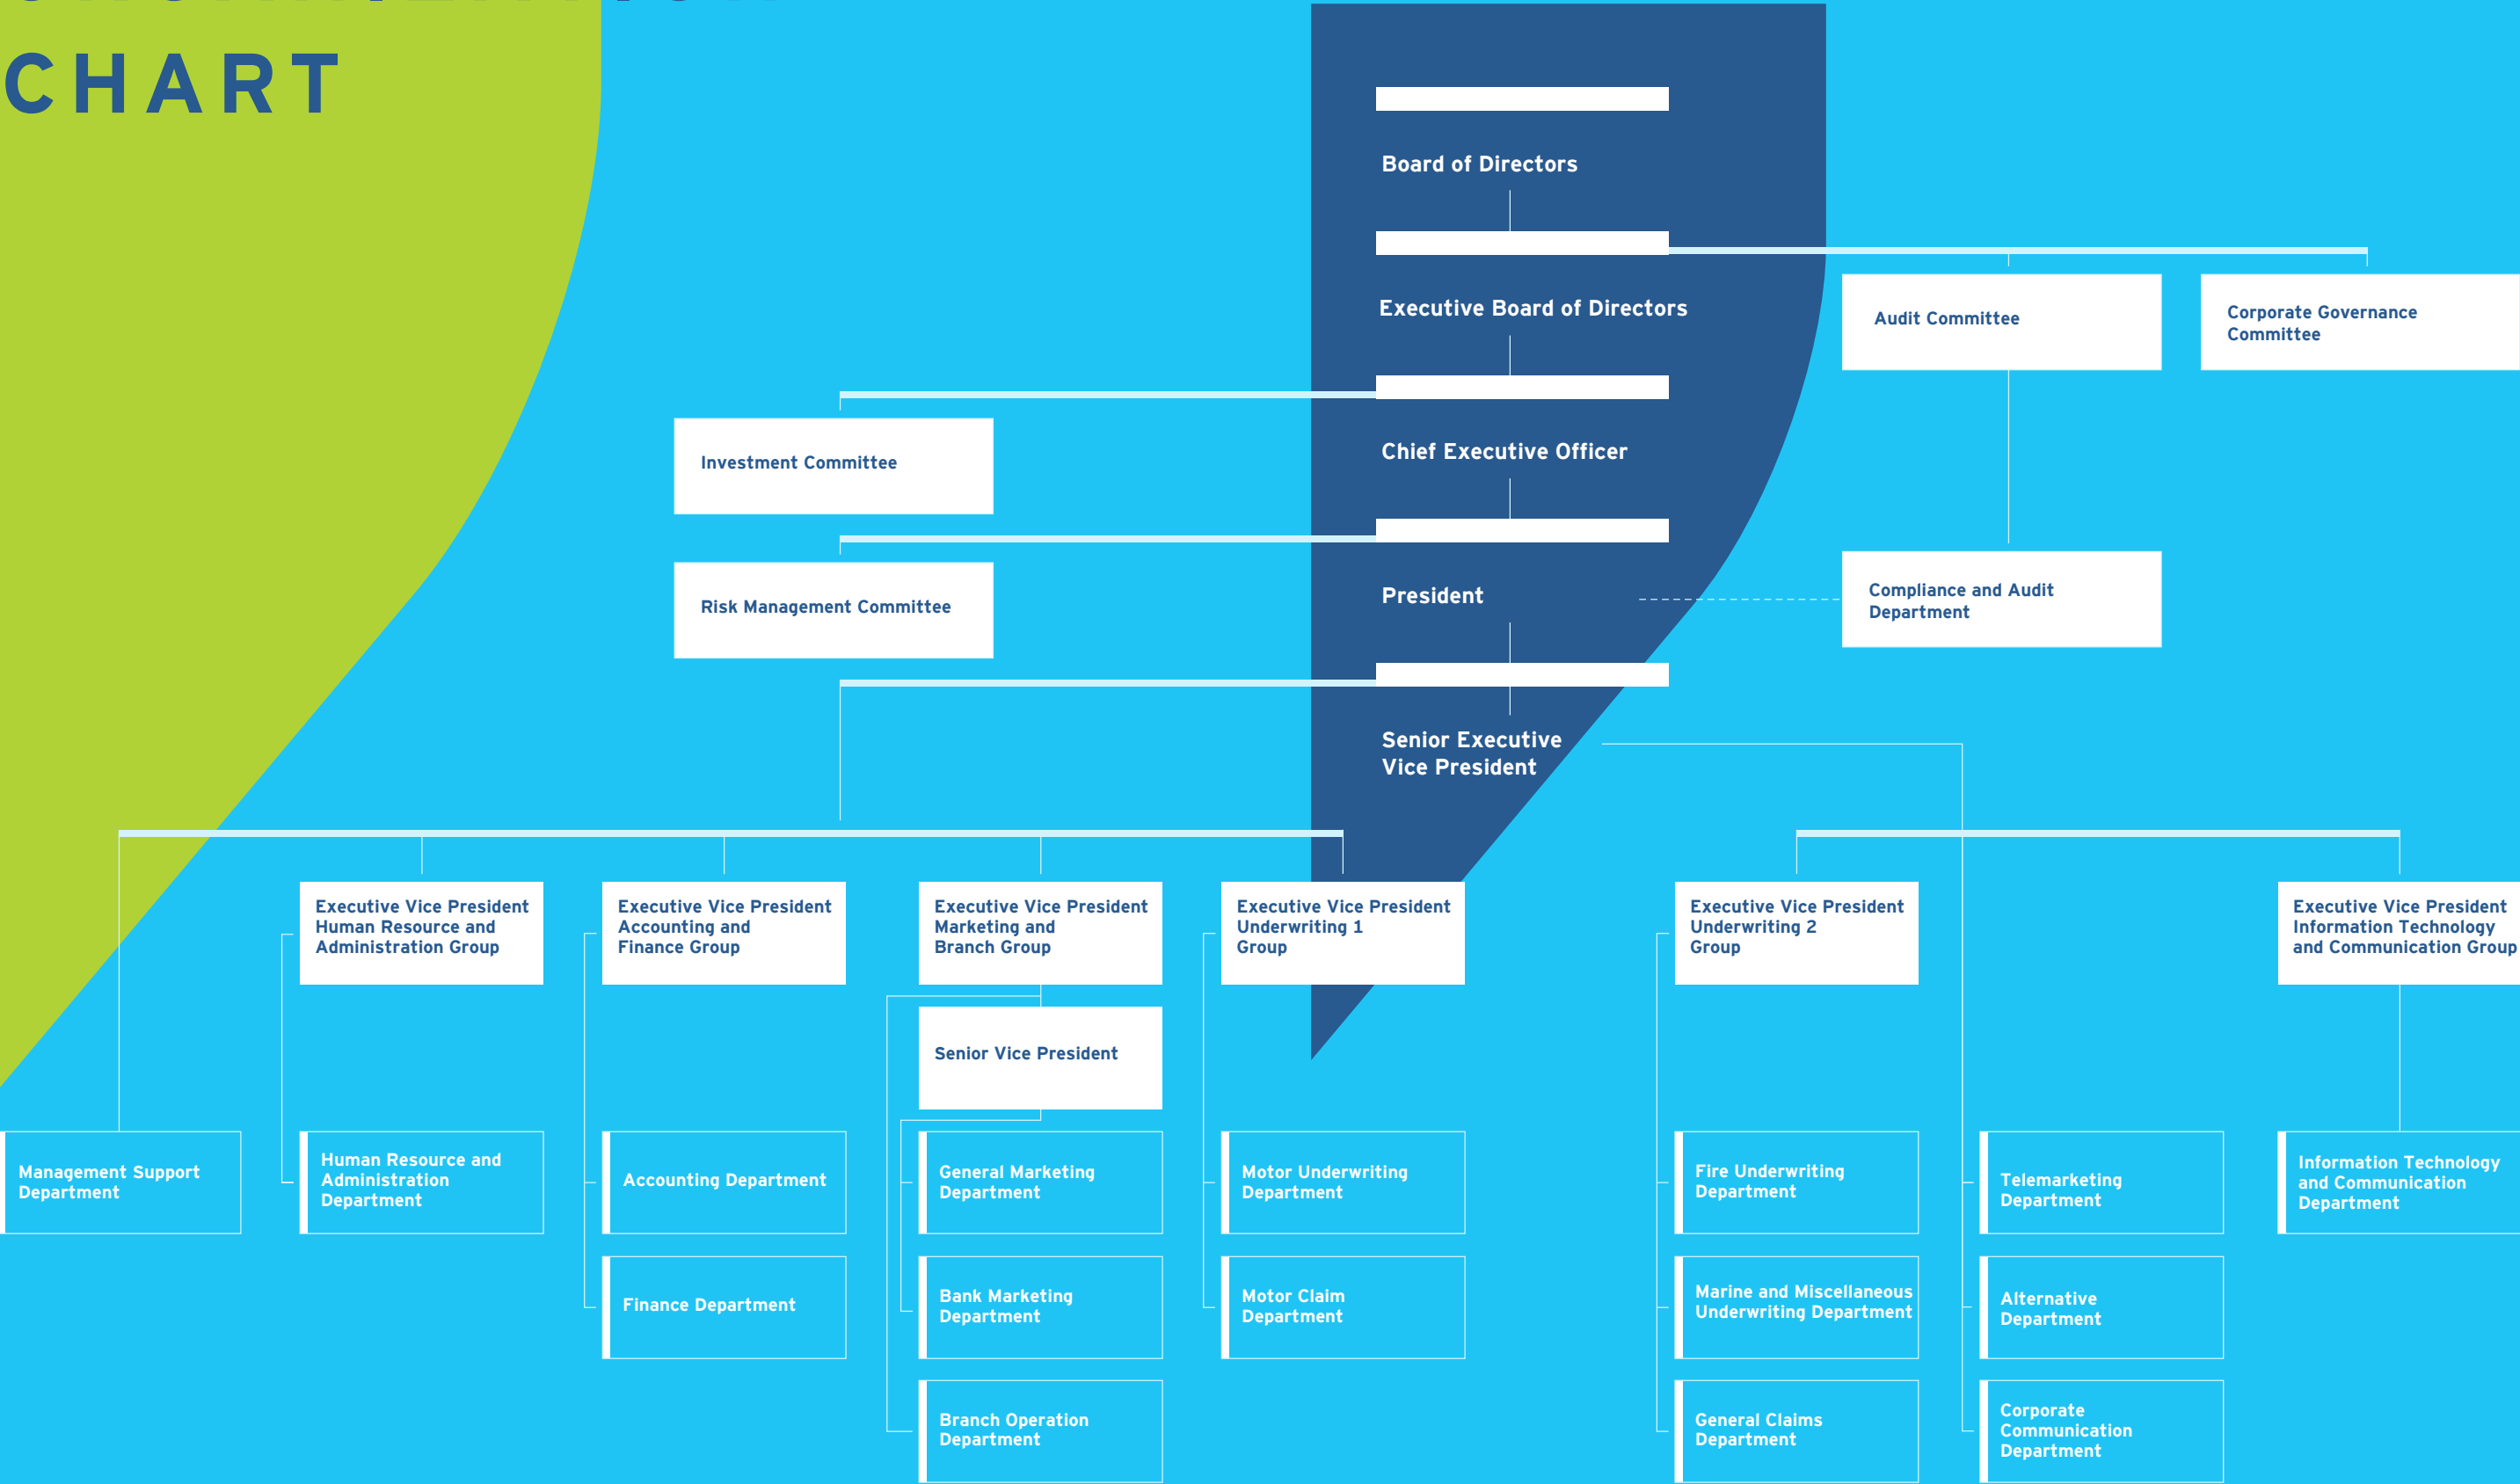 CHART
Board of Directors
Executive Board of Directors
Audit Committee
Corporate Governance
Committee
Chief Executive Officer
Investment Committee
President
Risk Management Committee
Compliance and Audit
Department
Senior Executive
Vice President
Executive Vice President
Human Resource and
Administration Group
Executive Vice President
Accounting and
Finance Group
Executive Vice President
Marketing and
Branch Group
Executive Vice President
Underwriting 1
Group
Executive Vice President
Underwriting 2
Group
Executive Vice President
Information Technology
and Communication Group
Senior Vice President
Management Support
Department
Human Resource and
Administration
Department
Accounting Department
General Marketing
Department
Motor Underwriting
Department
Fire Underwriting
Department
Telemarketing
Department
Information Technology
and Communication
Department
Finance Department
Bank Marketing
Department
Motor Claim
Department
Marine and Miscellaneous
Underwriting Department
Alternative
Department
Branch Operation
Department
General Claims
Department
Corporate
Communication
Department